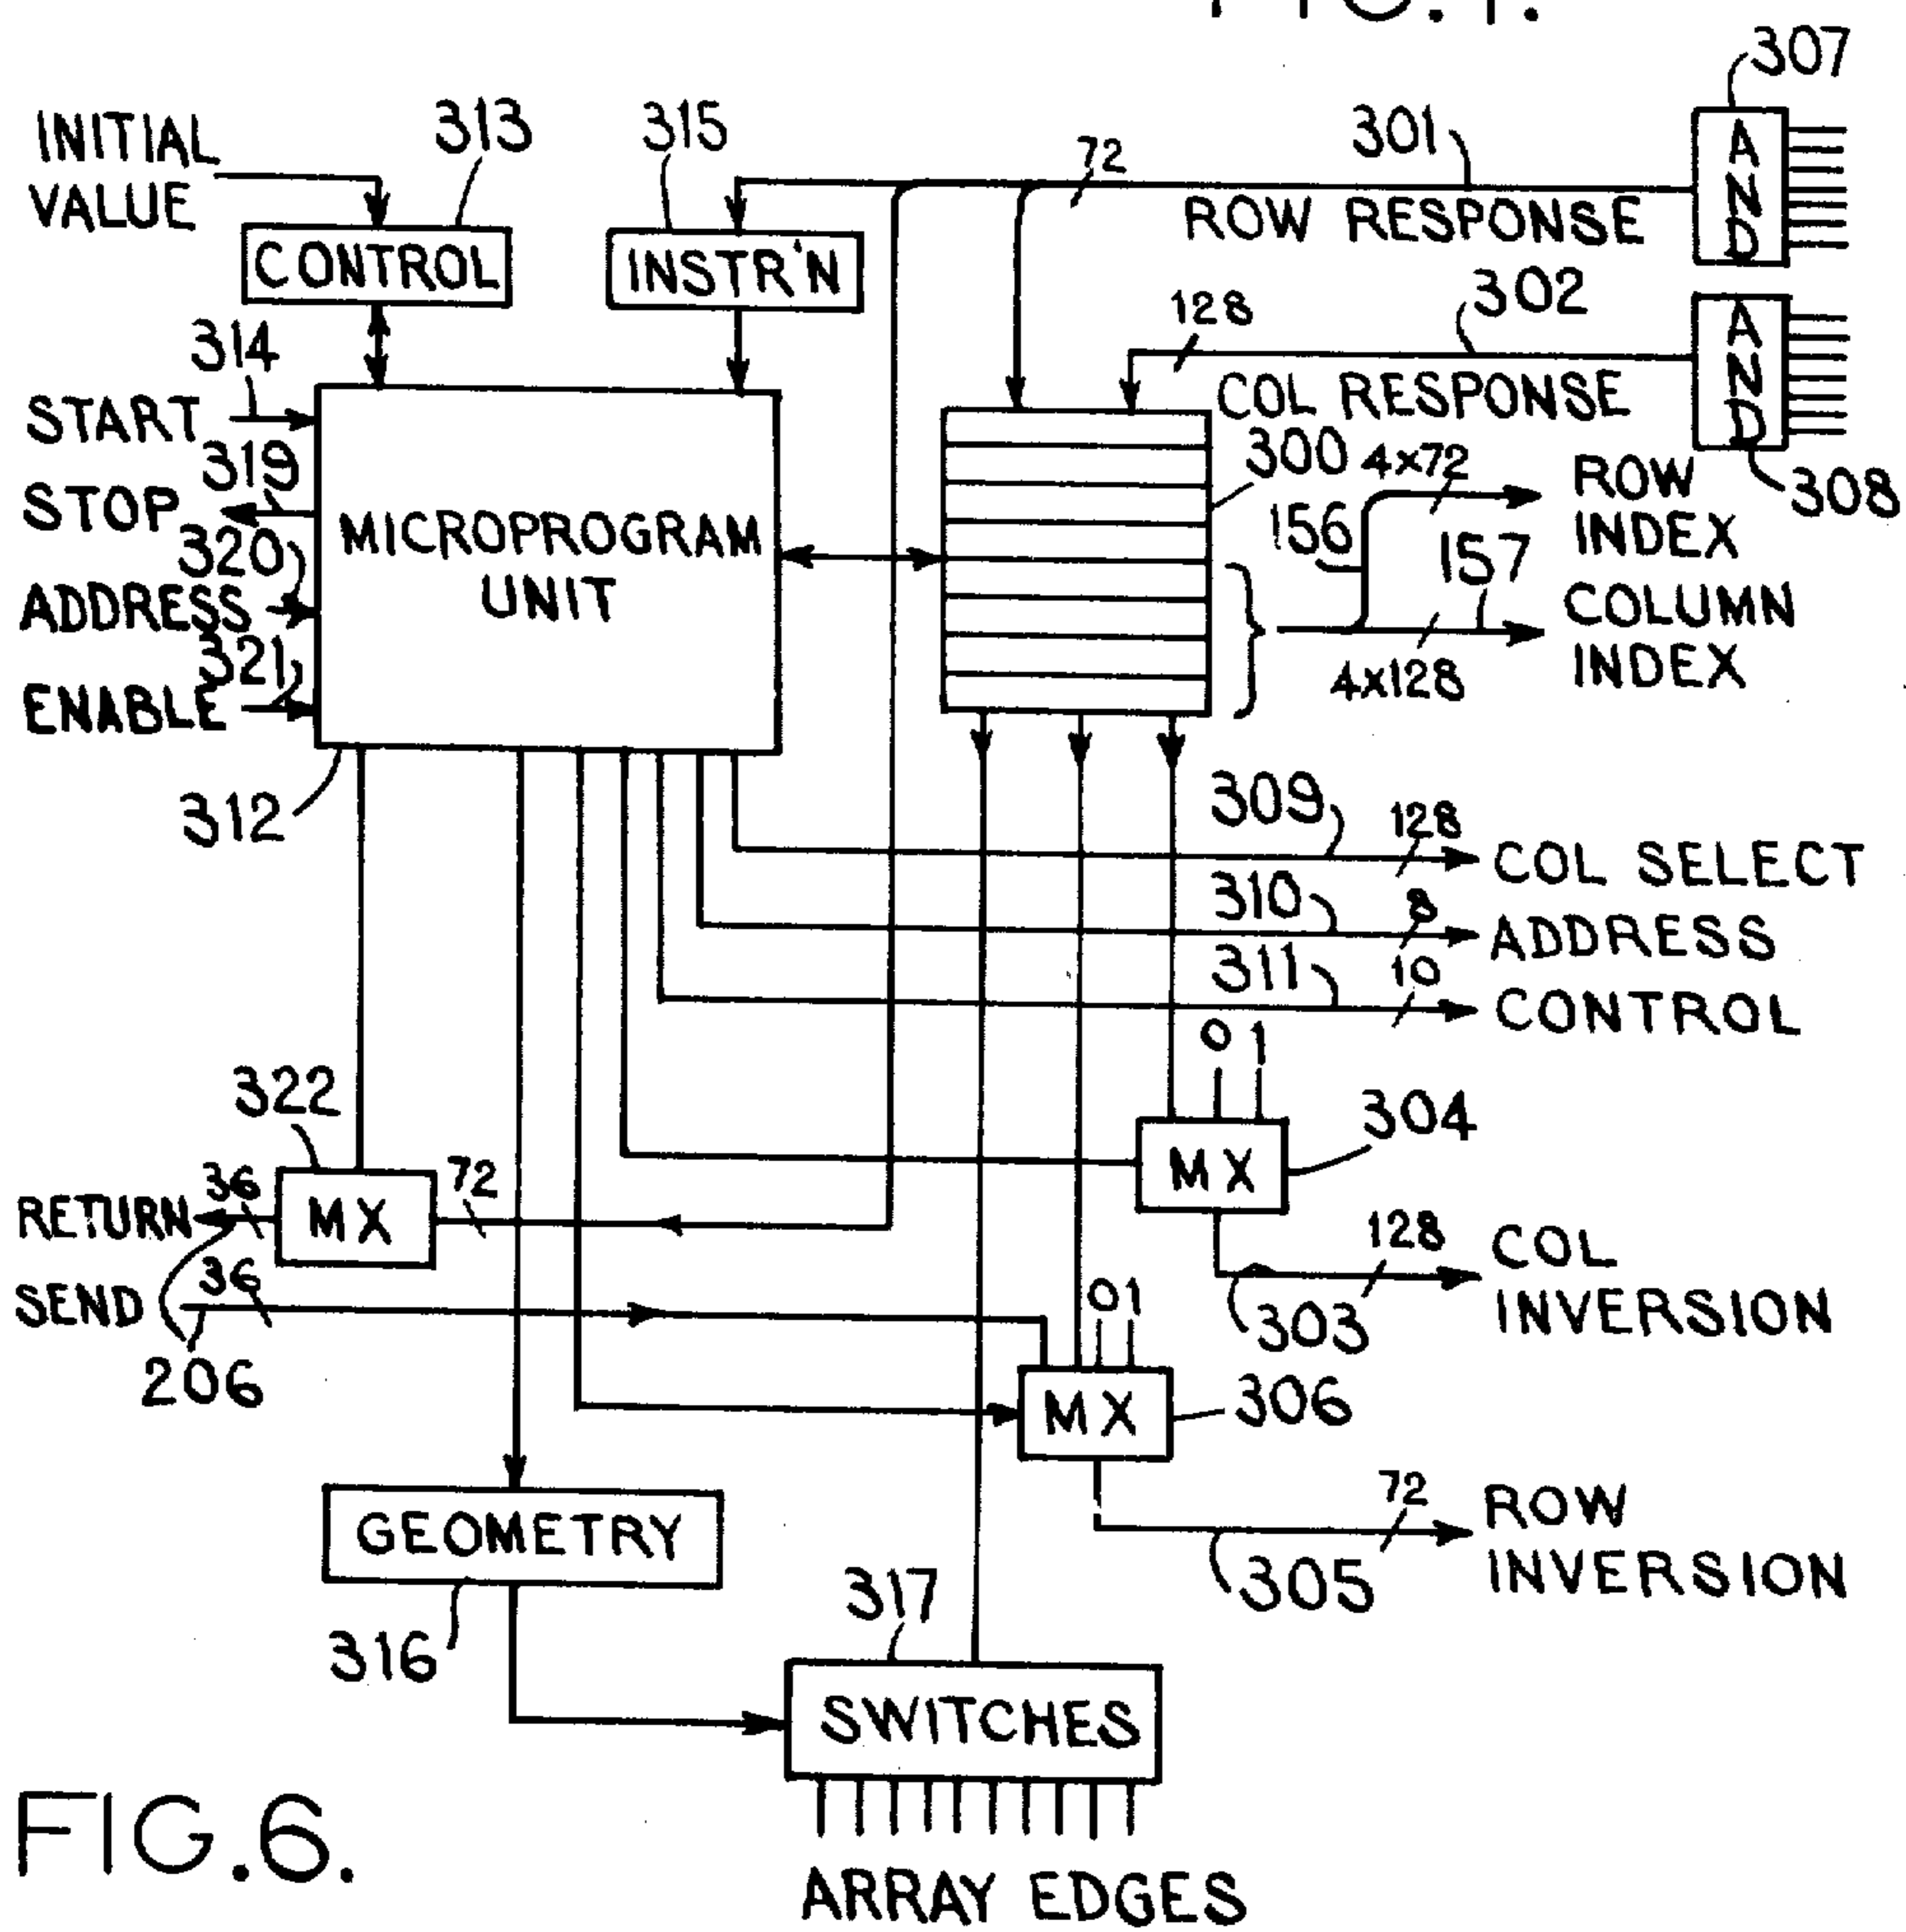 FIG. 7.
307
INITIAL
VALUE
313
315
72
301
A
N
D
CONTROL
INSTR'N
ROW RESPONSE
302
128
314
START
COL RESPONSE
A
N
D
308
319
STOP
320
ADDRESS
321
ENABLE
MICROPROGRAM
UNIT
300
4x72
ROW
INDEX
156
157
COLUMN
INDEX
4x128
312
309
128
COL SELECT
310
8
ADDRESS
311
10
CONTROL
0 1
322
304
MX
RETURN
36
MX
72
128
COL
INVERSION
303
SEND
36
0 1
206
MX
306
72
ROW
INVERSION
305
GEOMETRY
316
317
SWITCHES
FIG.6.
ARRAY EDGES